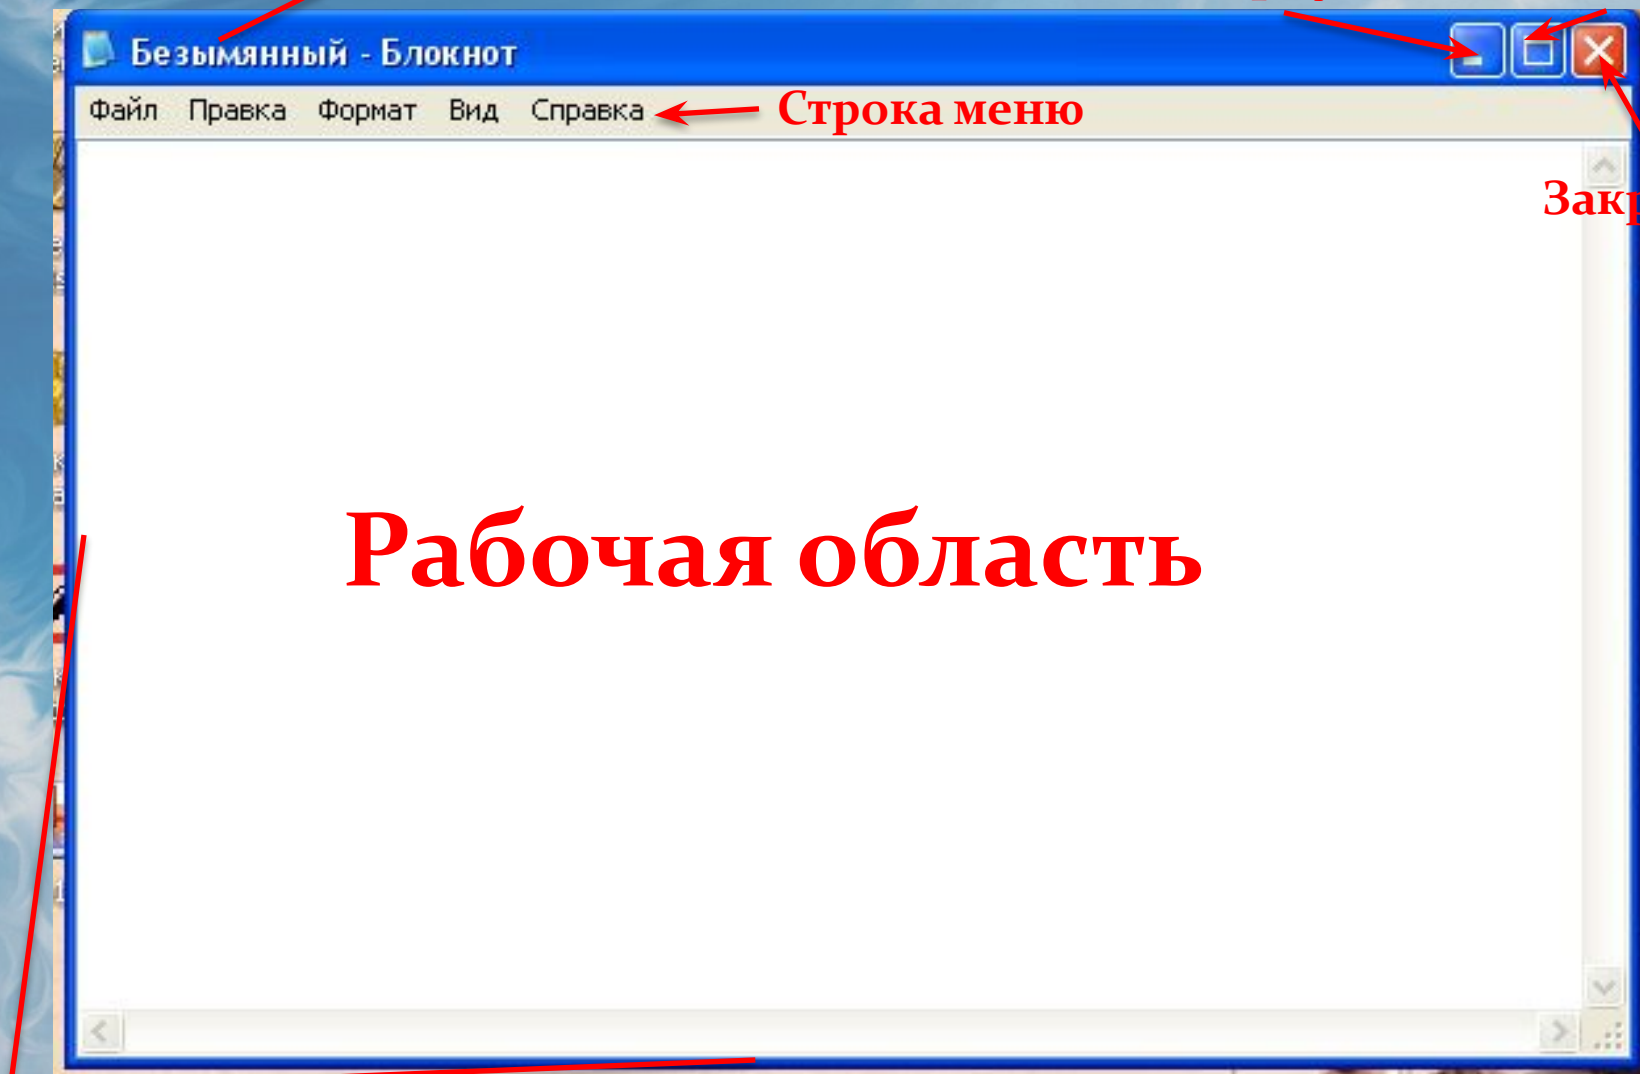 Безымянный - Блокнот
Файл Правка Формат Вид Справка
Строка меню
Рабочая область